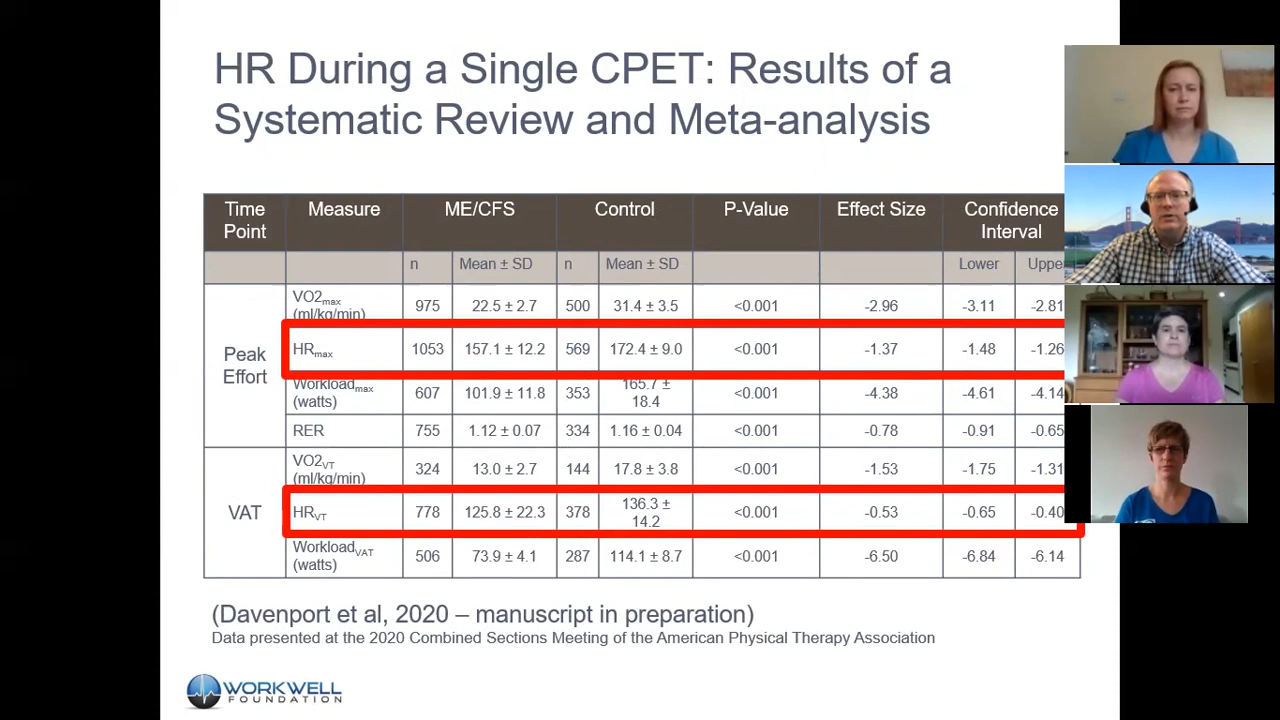 HR During a Single CPET: Results of a
Systematic Review and Meta-analysis
Time Point Measure ME/CFS Control P-Value Effect Size Confidence Interval
n Mean ± SD n Mean ± SD Lower Uppe
Peak Effort
VO2max (ml/kg/min) 975 22.5 ± 2.7 500 31.4 ± 3.5 <0.001 -2.96 -3.11 -2.81
HRmax 1053 157.1 ± 12.2 569 172.4 ± 9.0 <0.001 -1.37 -1.48 -1.26
Workloadmax (watts) 607 101.9 ± 11.8 353 165.7 ± 18.4 <0.001 -4.38 -4.61 -4.14
RER 755 1.12 ± 0.07 334 1.16 ± 0.04 <0.001 -0.78 -0.91 -0.65
VAT
VO2VT (ml/kg/min) 324 13.0 ± 2.7 144 17.8 ± 3.8 <0.001 -1.53 -1.75 -1.31
HRVT 778 125.8 ± 22.3 378 136.3 ± 14.2 <0.001 -0.53 -0.65 -0.40
WorkloadVAT (watts) 506 73.9 ± 4.1 287 114.1 ± 8.7 <0.001 -6.50 -6.84 -6.14
(Davenport et al, 2020 – manuscript in preparation)
Data presented at the 2020 Combined Sections Meeting of the American Physical Therapy Association
WORKWELL
FOUNDATION